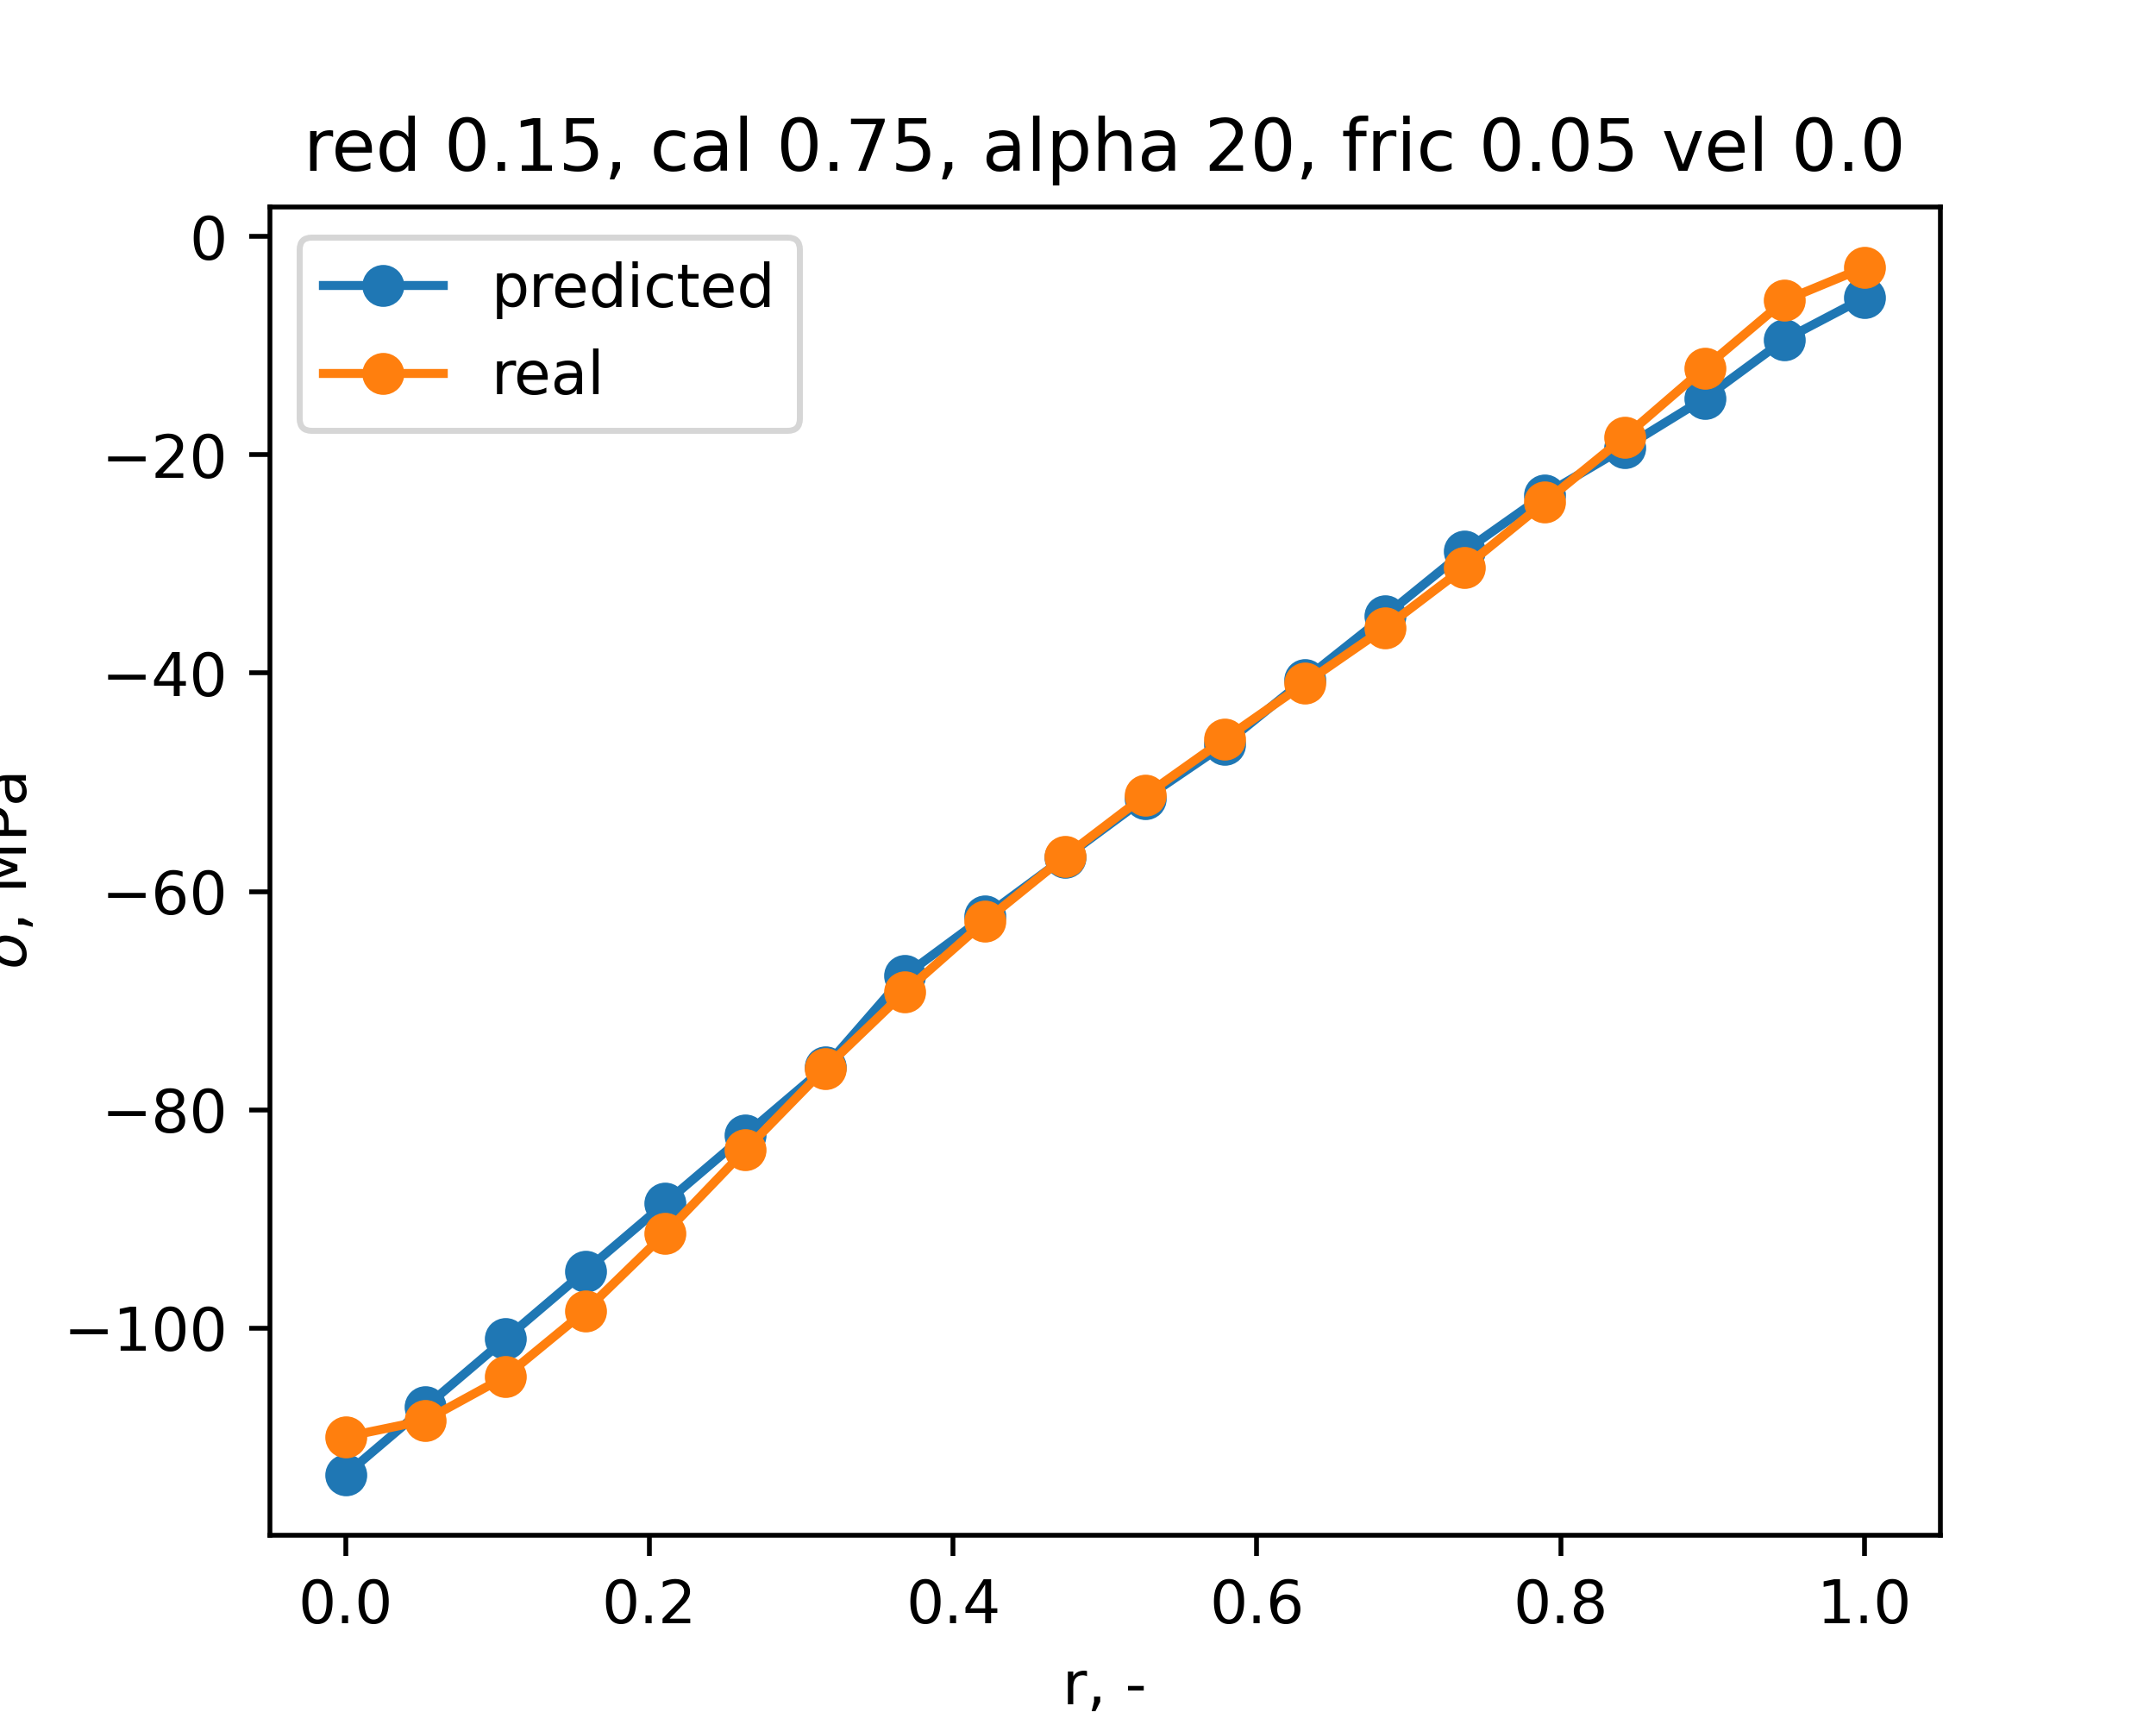 red 0.15, cal 0.75, alpha 20, fric 0.05 vel 0.0
predicted
real
0
−20
−40
−60
−80
−100
, MPa
0.0 0.2 0.4 0.6 0.8 1.0
r, -